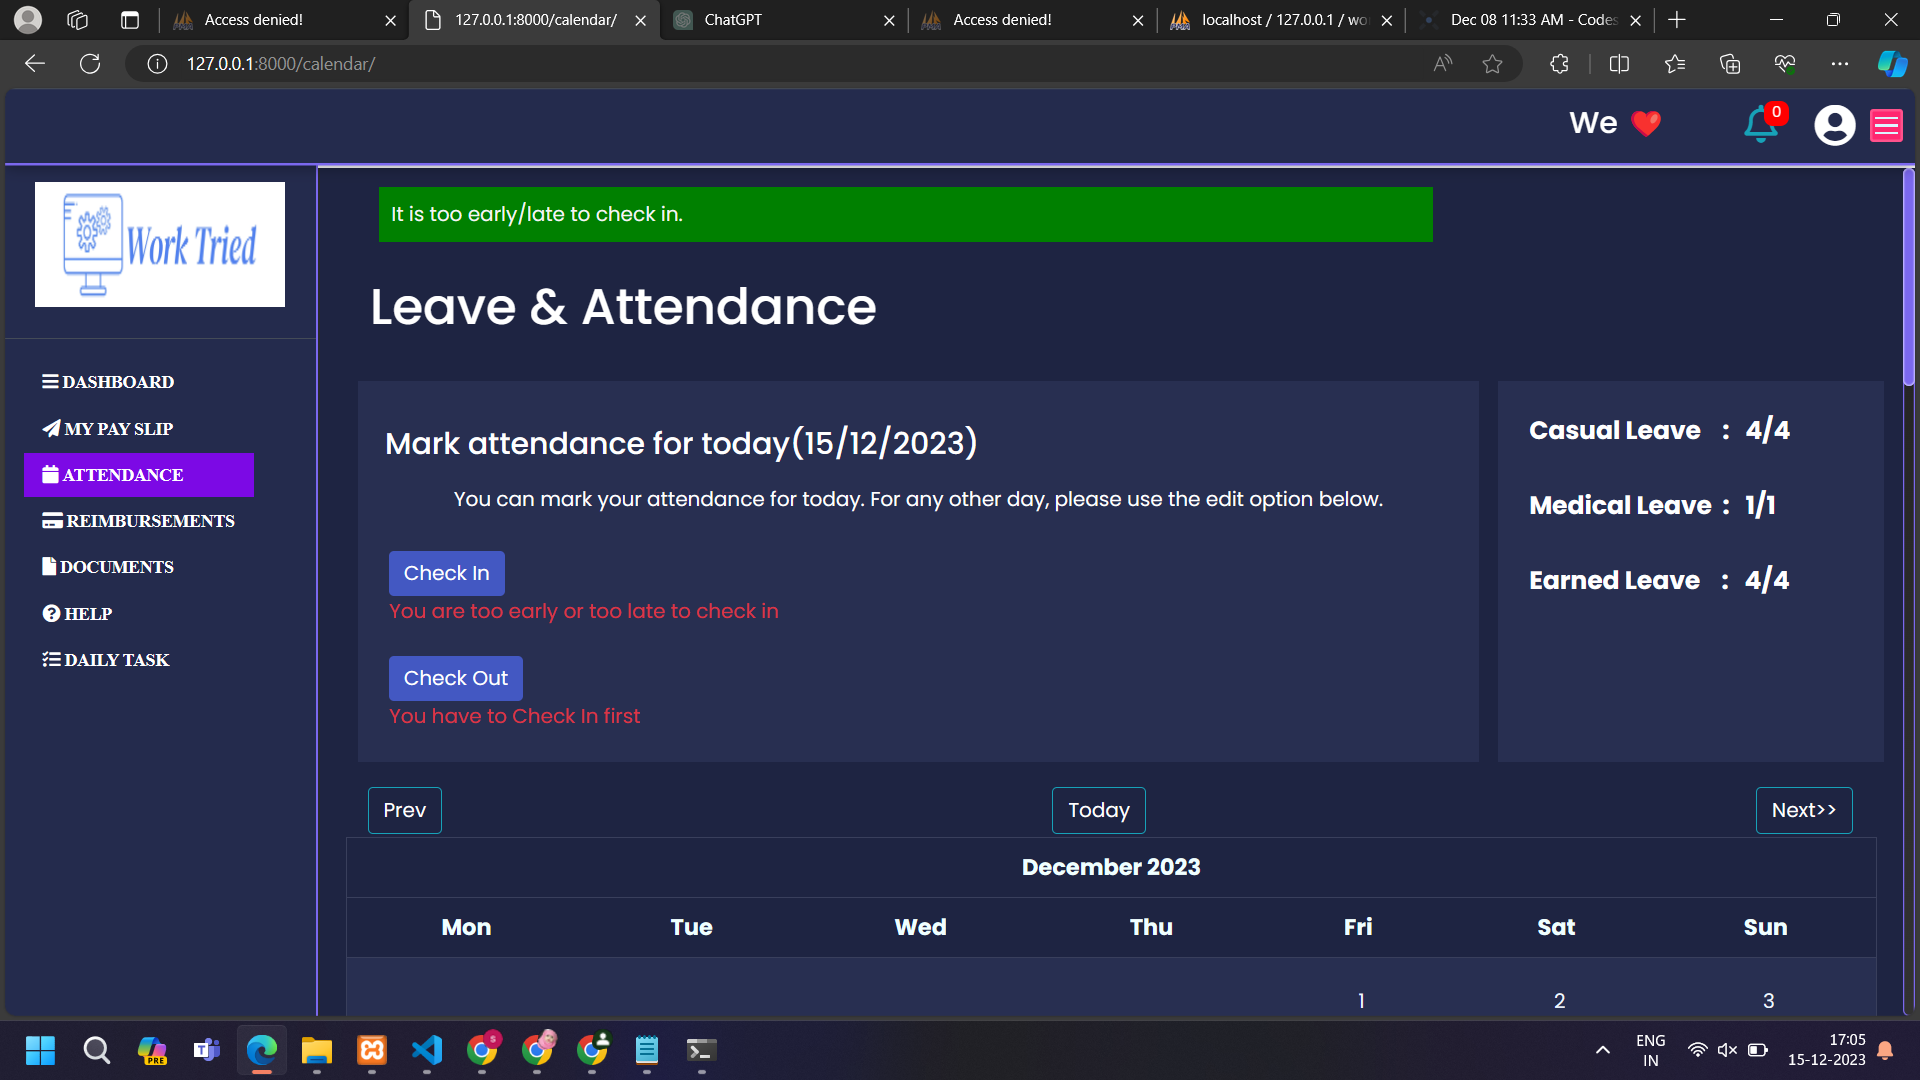 Access denied!
127.0.0.1:8000/calendar/
ChatGPT
Access denied!
localhost / 127.0.0.1 / wo
Dec 08 11:33 AM - Codes
127.0.0.1:8000/calendar/
We ❤️
0
Work Tried
It is too early/late to check in.
Leave & Attendance
DASHBOARD
MY PAY SLIP
ATTENDANCE
REIMBURSEMENTS
DOCUMENTS
HELP
DAILY TASK
Mark attendance for today(15/12/2023)
You can mark your attendance for today. For any other day, please use the edit option below.
Check In
You are too early or too late to check in
Check Out
You have to Check In first
Casual Leave : 4/4
Medical Leave : 1/1
Earned Leave : 4/4
Prev Today Next>>
December 2023
Mon Tue Wed Thu Fri Sat Sun
1 2 3
PRE
S
ENG
IN
17:05
15-12-2023